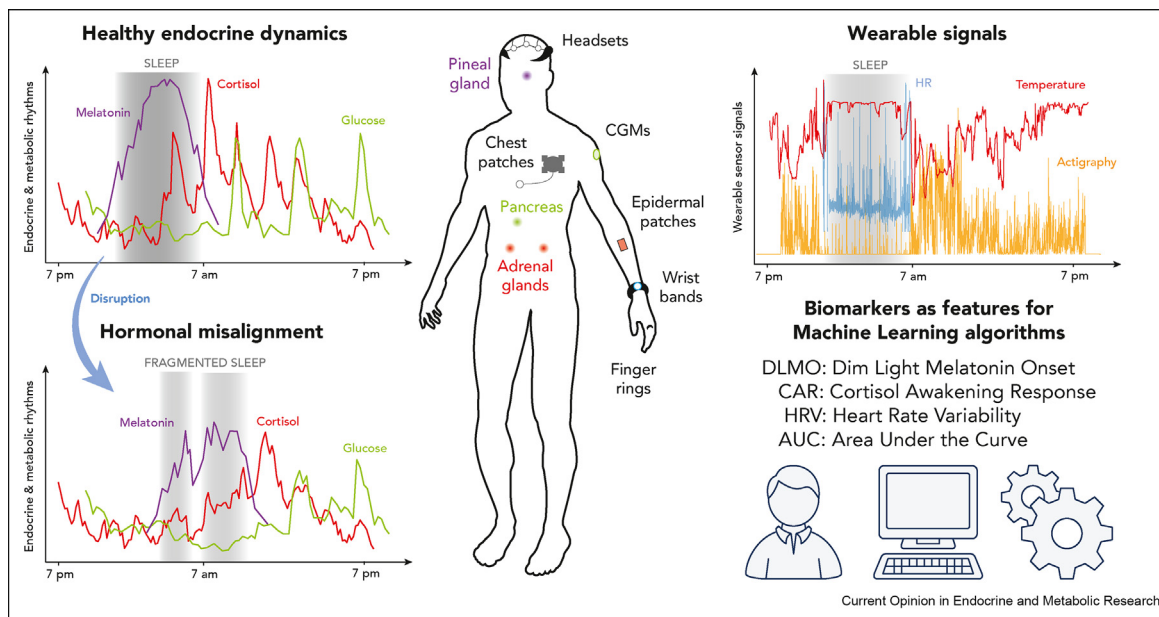 Healthy endocrine dynamics
SLEEP
Melatonin
Cortisol
Glucose
Endocrine & metabolic rhythms
7 pm
7 am
7 pm
Disruption
Hormonal misalignment
FRAGMENTED SLEEP
Melatonin
Cortisol
Glucose
Endocrine & metabolic rhythms
7 pm
7 am
7 pm
Headsets
Pineal
gland
CGMs
Chest
patches
Epidermal
patches
Pancreas
Adrenal
glands
Wrist
bands
Finger
rings
Wearable signals
SLEEP
HR
Temperature
Actigraphy
Wearable sensor signals
7 pm
7 am
7 pm
Biomarkers as features for
Machine Learning algorithms
DLMO: Dim Light Melatonin Onset
CAR: Cortisol Awakening Response
HRV: Heart Rate Variability
AUC: Area Under the Curve
Current Opinion in Endocrine and Metabolic Research